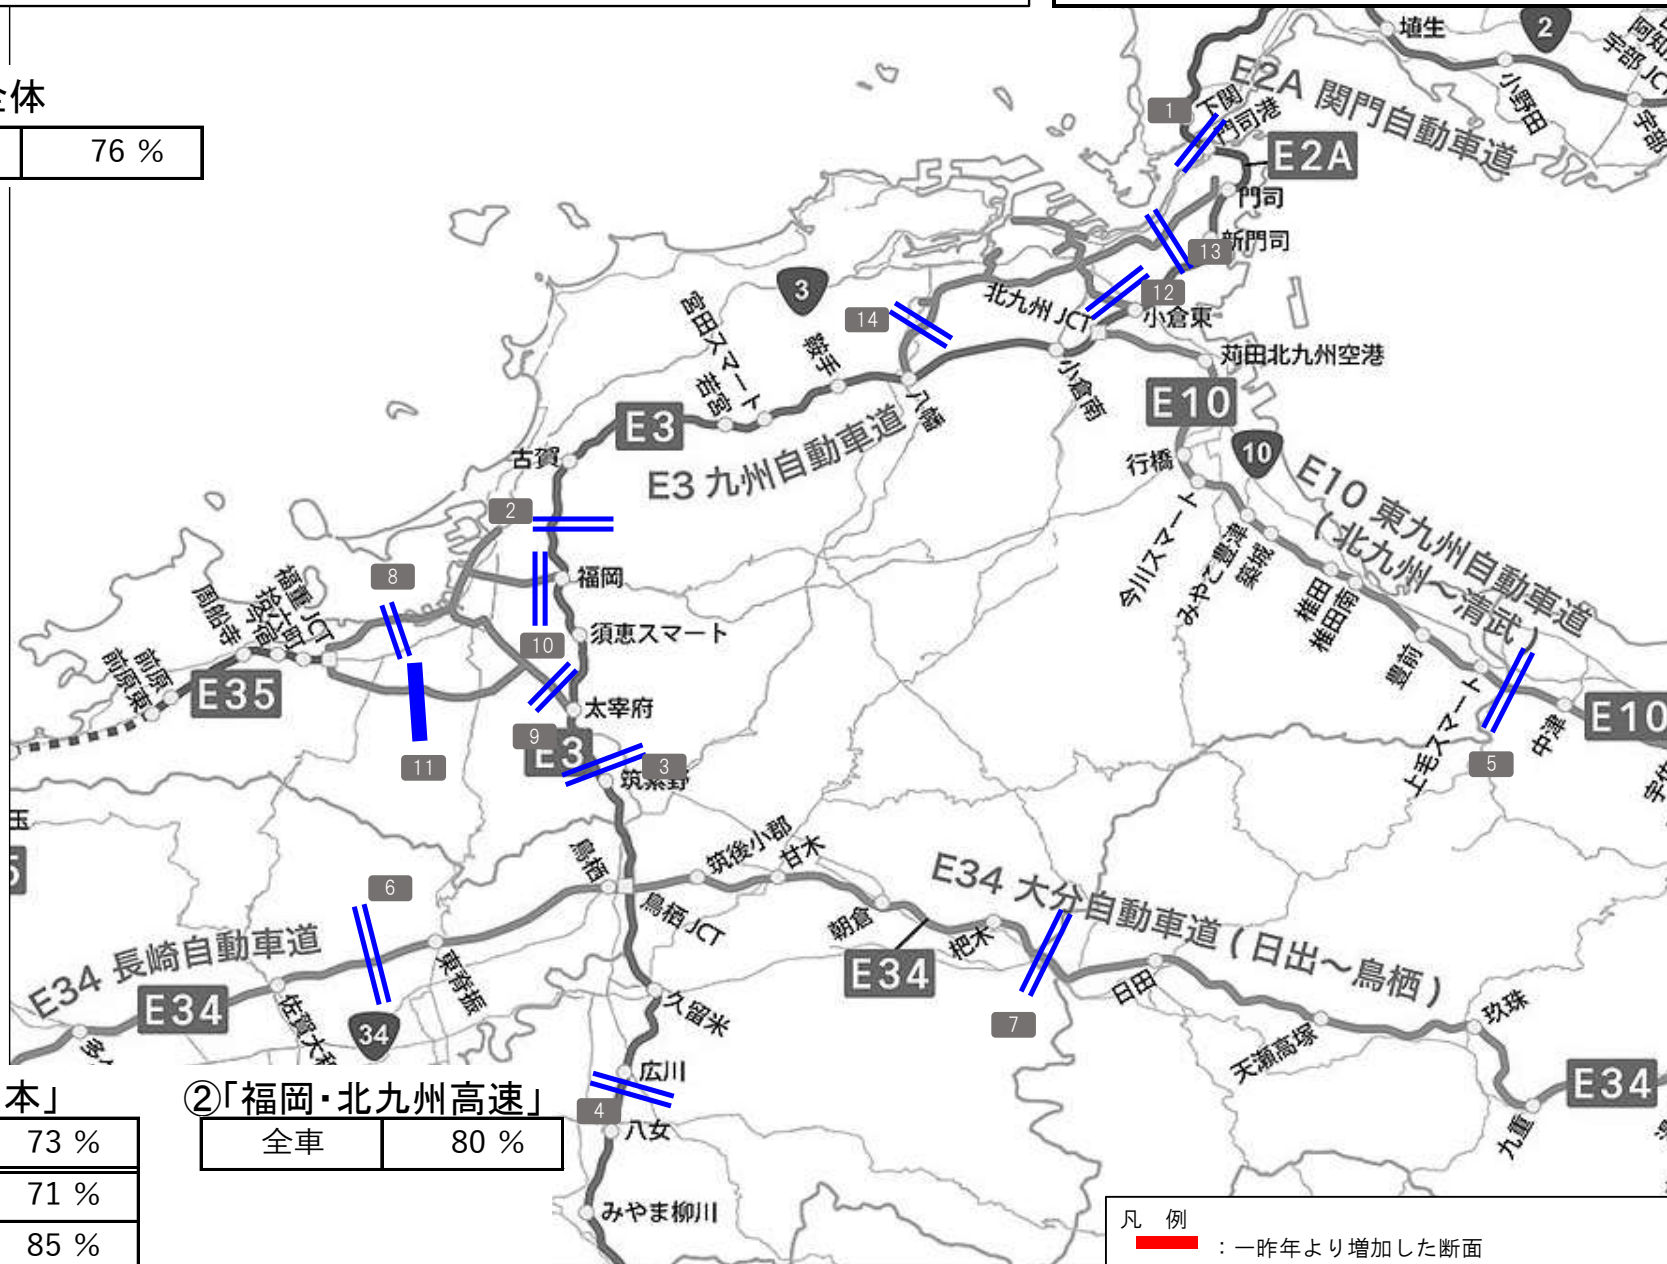 全体
76 %
埴生
2
宇部 JCT
小野田
宇部
E2A 関門自動車道
1
下関
門司港
E2A
門司
新門司
13
12
小倉東
北九州 JCT
3
14
宮田スマート
若宮
鞍手
八幡
小倉南
苅田北九州空港
E10
10
行橋
E3
古賀
E3 九州自動車道
今川スマート
みやこ豊津
築城
椎田
椎田南
豊前
上毛スマート
中津
E10 東九州自動車道
( 北九州～清武 )
E10
5
2
福岡
8
福重 JCT
拾六町
今宿
周船寺
前原
前原東
E35
10
須恵スマート
太宰府
9
E3
3
筑紫野
11
6
鳥栖
鳥栖 JCT
筑後小郡
甘木
朝倉
杷木
E34 大分自動車道 ( 日出～鳥栖 )
E34
7
日田
天瀬高塚
玖珠
九重
E34
E34 長崎自動車道
E34
34
東脊振
佐賀大和
久留米
広川
4
八女
みやま柳川
本」
73 %
71 %
85 %
②「福岡・北九州高速」
全車
80 %
凡 例
：一昨年より増加した断面